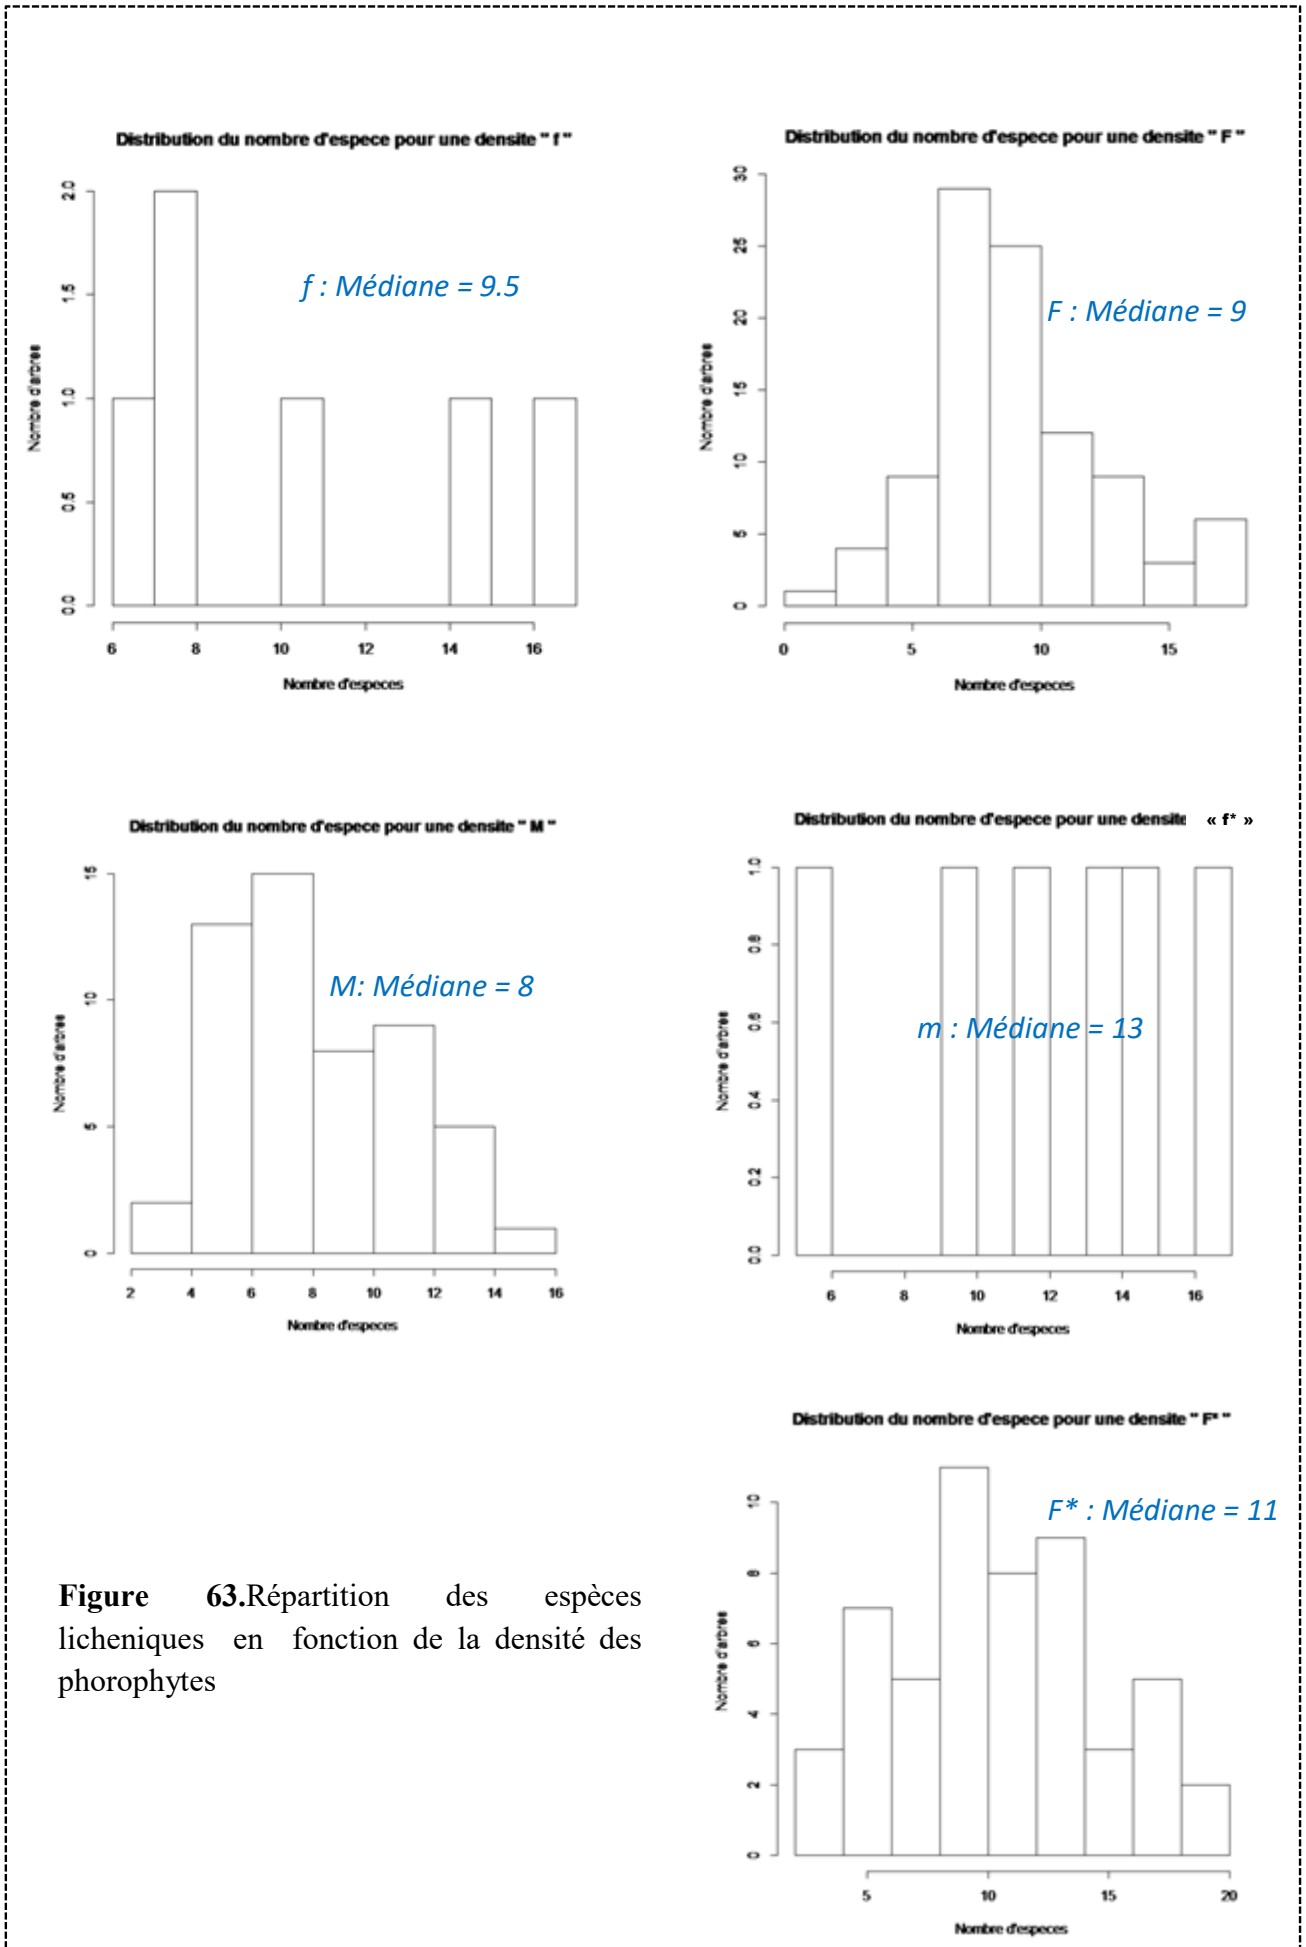 Distribution du nombre d'espece pour une densite " f "
2.0
1.5
1.0
0.5
0.0
Nombre d'arbres
f : Médiane = 9.5
6 8 10 12 14 16
Nombre d'especes
Distribution du nombre d'espece pour une densite " F "
30
25
20
15
10
5
0
Nombre d'arbres
F : Médiane = 9
0 5 10 15
Nombre d'especes
Distribution du nombre d'espece pour une densite " M "
15
10
5
0
Nombre d'arbres
M: Médiane = 8
2 4 6 8 10 12 14 16
Nombre d'especes
Distribution du nombre d'espece pour une densite « f* »
1.0
0.8
0.6
0.4
0.2
0.0
Nombre d'arbres
m : Médiane = 13
6 8 10 12 14 16
Nombre d'especes
Distribution du nombre d'espece pour une densite " F* "
10
8
6
4
2
0
Nombre d'arbres
F* : Médiane = 11
5 10 15 20
Nombre d'especes
Figure 63.Répartition des espèces
licheniques en fonction de la densité des
phorophytes